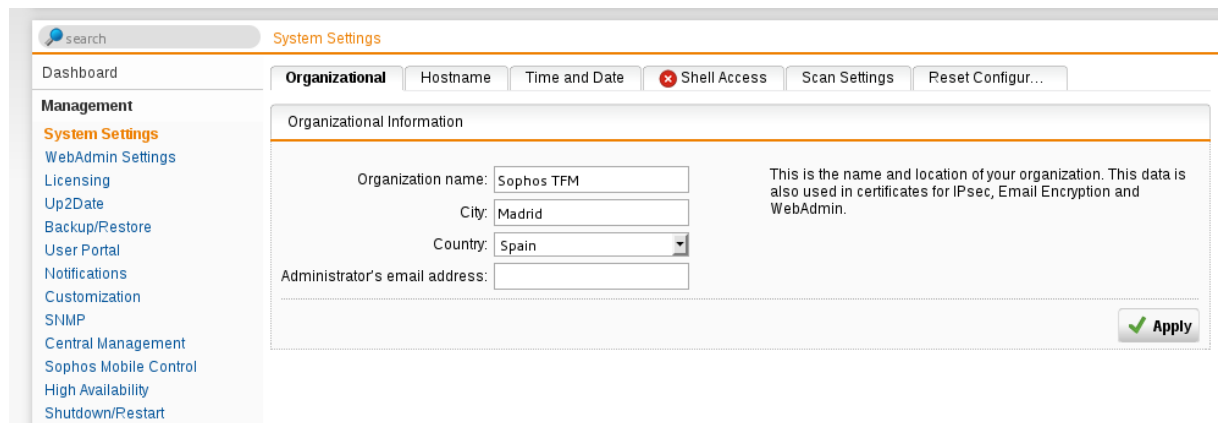 search
System Settings
Dashboard
Management
System Settings
WebAdmin Settings
Licensing
Up2Date
Backup/Restore
User Portal
Notifications
Customization
SNMP
Central Management
Sophos Mobile Control
High Availability
Shutdown/Restart
Organizational
Hostname
Time and Date
Shell Access
Scan Settings
Reset Configur...
Organizational Information
Organization name: Sophos TFM
City: Madrid
Country: Spain
Administrator's email address:
This is the name and location of your organization. This data is
also used in certificates for IPsec, Email Encryption and
WebAdmin.
Apply